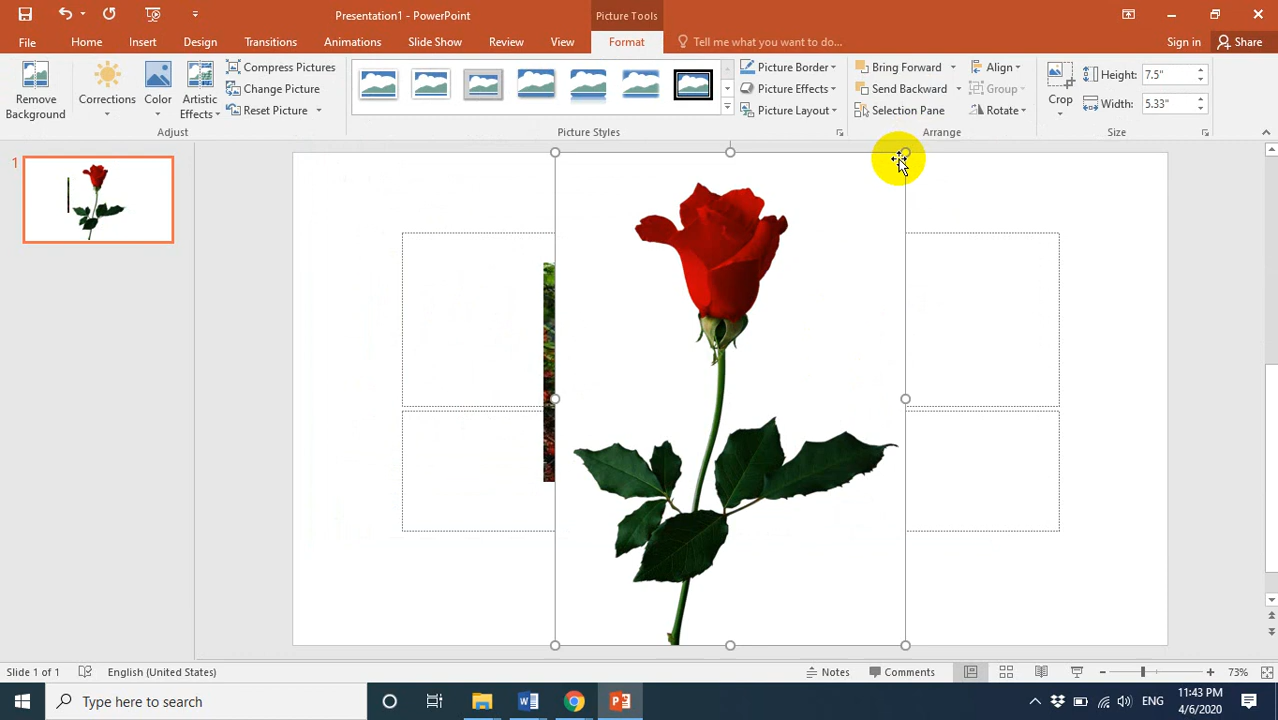 Presentation1 - PowerPoint
Picture Tools
File
Home
Insert
Design
Transitions
Animations
Slide Show
Review
View
Format
Tell me what you want to do...
Sign in
Share
Remove Background
Corrections
Color
Artistic Effects
Compress Pictures
Change Picture
Reset Picture
Adjust
Picture Styles
Picture Border
Picture Effects
Picture Layout
Bring Forward
Send Backward
Selection Pane
Align
Group
Rotate
Arrange
Crop
Height: 7.5"
Width: 5.33"
Size
1
Slide 1 of 1
English (United States)
Notes
Comments
73%
Type here to search
W
P
ENG
11:43 PM
4/6/2020